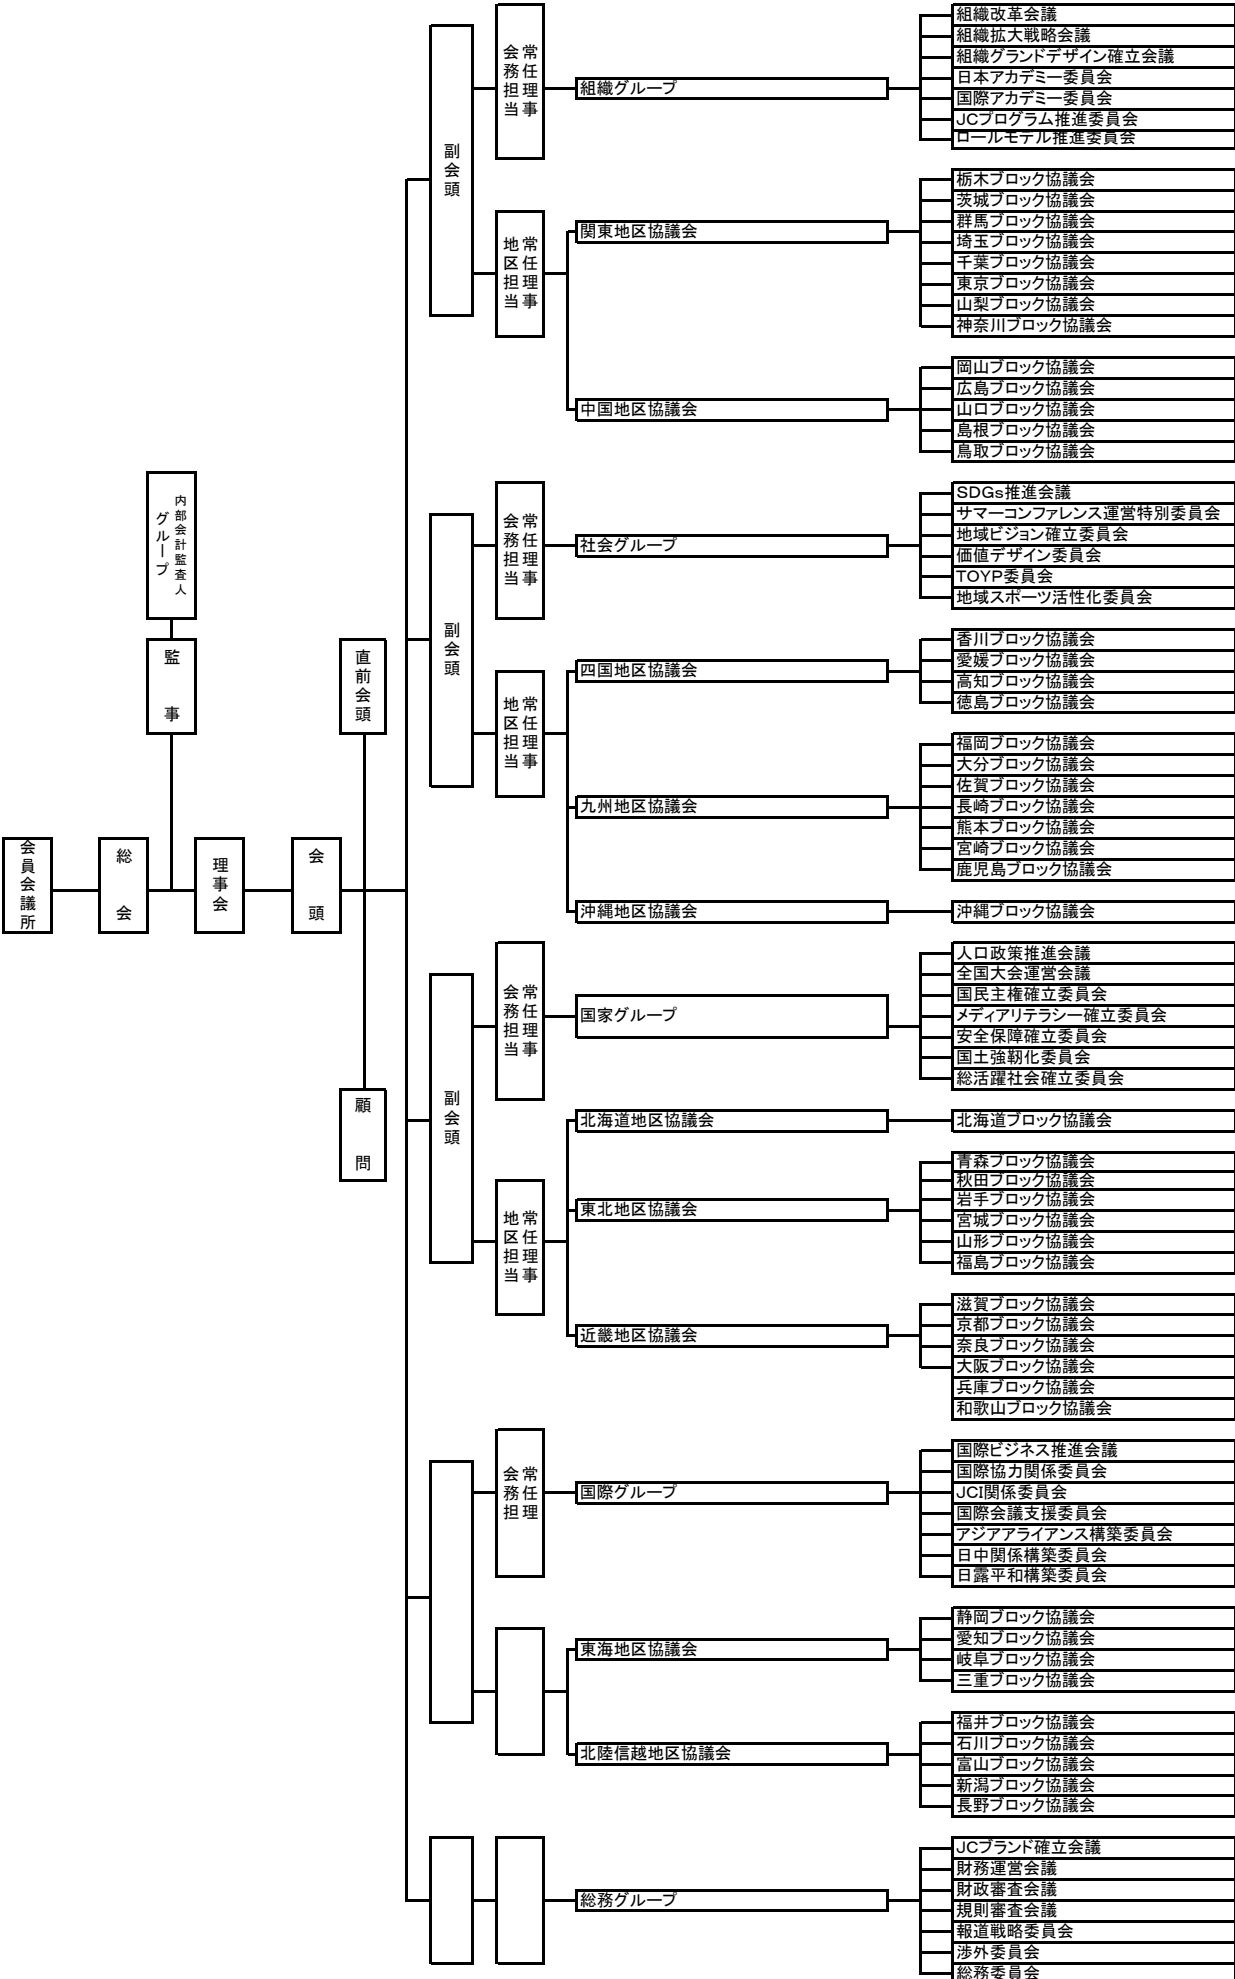 会員会議所
総会
内部会計監査人
グループ
監事
理事会
会頭
直前会頭
顧問
副会頭
常任理事
会務担当
組織グループ
組織改革会議
組織拡大戦略会議
組織グランドデザイン確立会議
日本アカデミー委員会
国際アカデミー委員会
JCプログラム推進委員会
ロールモデル推進委員会
常任理事
地区担当
関東地区協議会
栃木ブロック協議会
茨城ブロック協議会
群馬ブロック協議会
埼玉ブロック協議会
千葉ブロック協議会
東京ブロック協議会
山梨ブロック協議会
神奈川ブロック協議会
中国地区協議会
岡山ブロック協議会
広島ブロック協議会
山口ブロック協議会
島根ブロック協議会
鳥取ブロック協議会
副会頭
常任理事
会務担当
社会グループ
SDGs推進会議
サマーコンファレンス運営特別委員会
地域ビジョン確立委員会
価値デザイン委員会
TOYP委員会
地域スポーツ活性化委員会
常任理事
地区担当
四国地区協議会
香川ブロック協議会
愛媛ブロック協議会
高知ブロック協議会
徳島ブロック協議会
九州地区協議会
福岡ブロック協議会
大分ブロック協議会
佐賀ブロック協議会
長崎ブロック協議会
熊本ブロック協議会
宮崎ブロック協議会
鹿児島ブロック協議会
沖縄地区協議会
沖縄ブロック協議会
副会頭
常任理事
会務担当
国家グループ
人口政策推進会議
全国大会運営会議
国民主権確立委員会
メディアリテラシー確立委員会
安全保障確立委員会
国土強靭化委員会
総活躍社会確立委員会
常任理事
地区担当
北海道地区協議会
北海道ブロック協議会
東北地区協議会
青森ブロック協議会
秋田ブロック協議会
岩手ブロック協議会
宮城ブロック協議会
山形ブロック協議会
福島ブロック協議会
近畿地区協議会
滋賀ブロック協議会
京都ブロック協議会
奈良ブロック協議会
大阪ブロック協議会
兵庫ブロック協議会
和歌山ブロック協議会
常任理
会務担
国際グループ
国際ビジネス推進会議
国際協力関係委員会
JCI関係委員会
国際会議支援委員会
アジアアライアンス構築委員会
日中関係構築委員会
日露平和構築委員会
東海地区協議会
静岡ブロック協議会
愛知ブロック協議会
岐阜ブロック協議会
三重ブロック協議会
北陸信越地区協議会
福井ブロック協議会
石川ブロック協議会
富山ブロック協議会
新潟ブロック協議会
長野ブロック協議会
総務グループ
JCブランド確立会議
財務運営会議
財政審査会議
規則審査会議
報道戦略委員会
渉外委員会
総務委員会